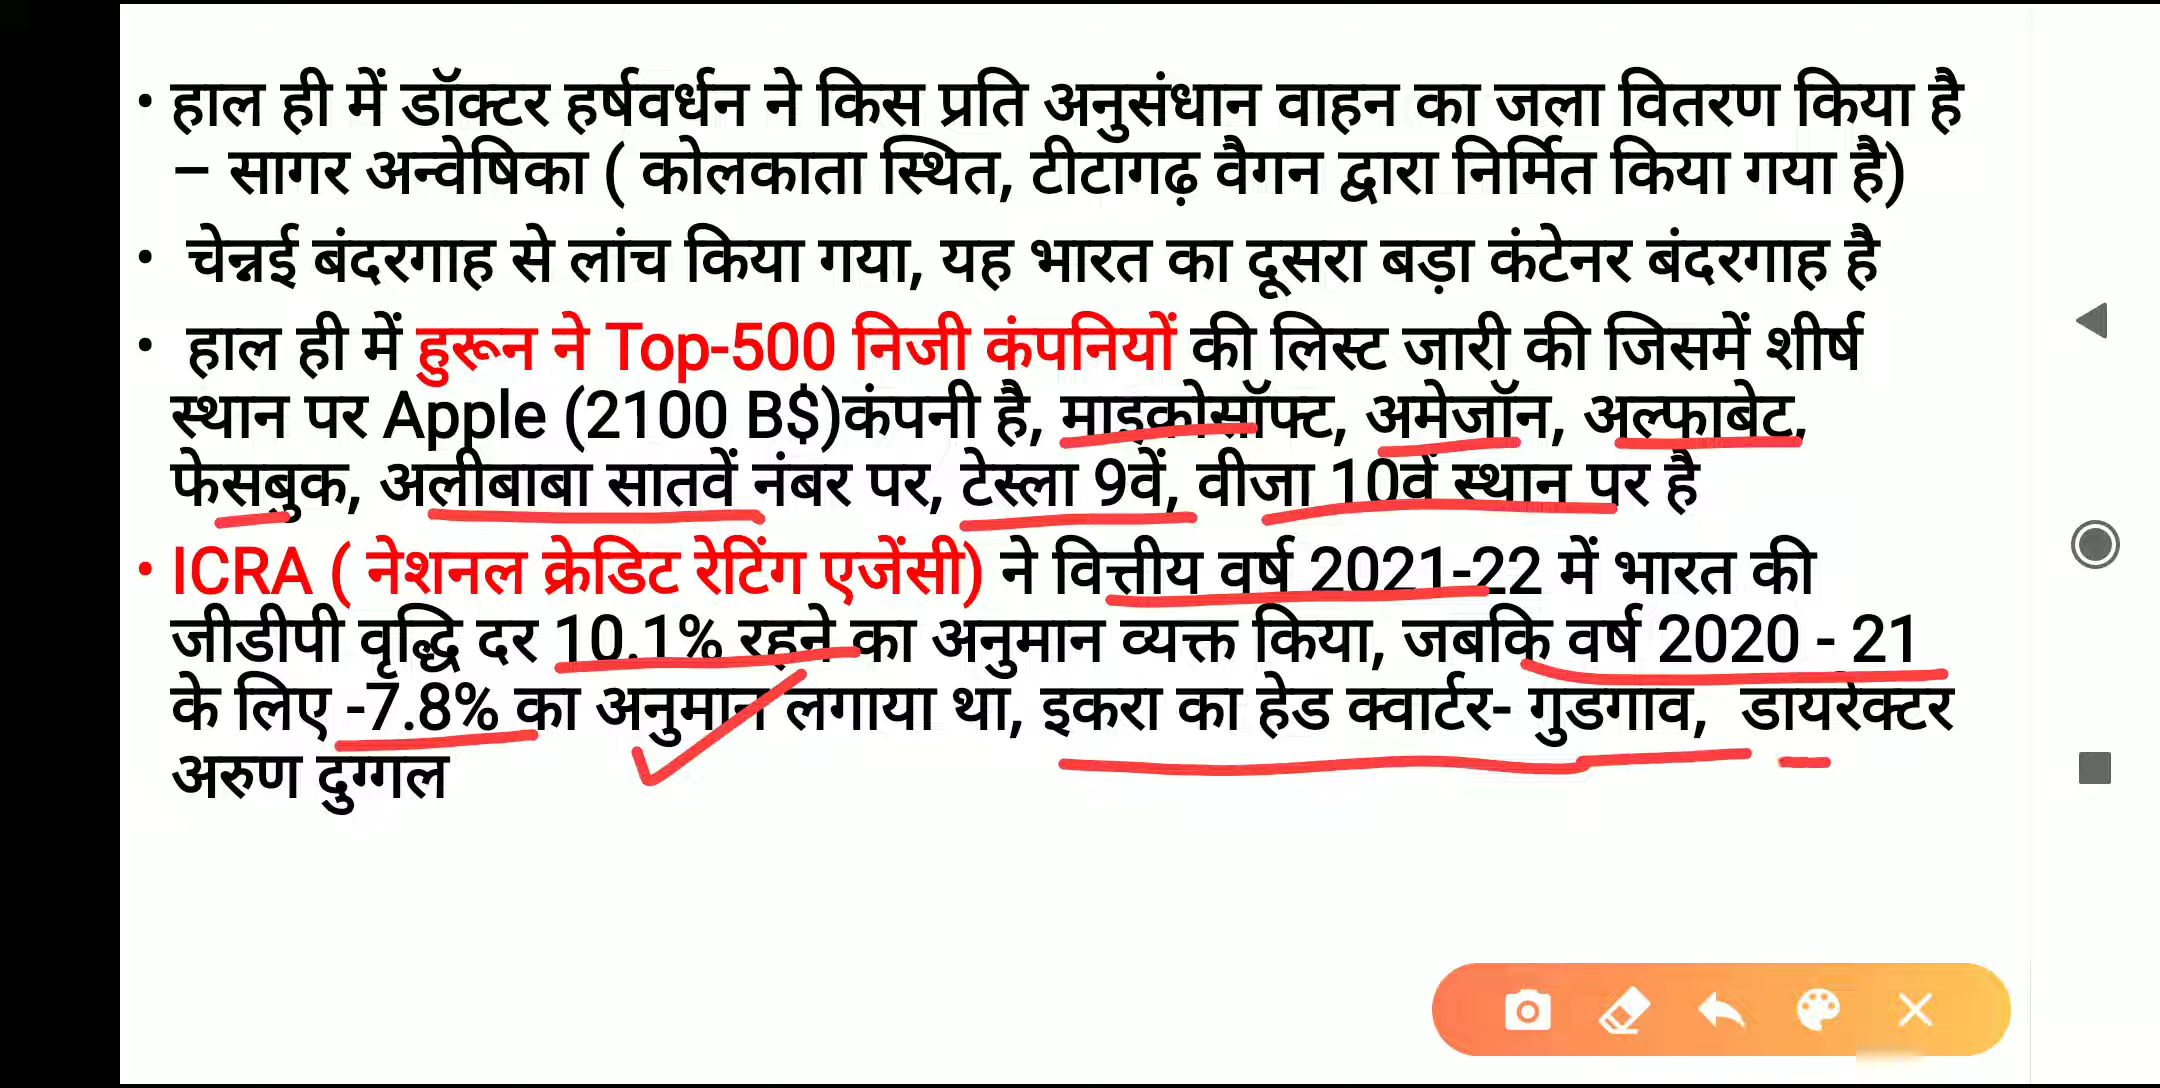 • हाल ही में डॉक्टर हर्षवर्धन ने किस प्रति अनुसंधान वाहन का जला वितरण किया है
– सागर अन्वेषिका ( कोलकाता स्थित, टीटागढ़ वैगन द्वारा निर्मित किया गया है)
• चेन्नई बंदरगाह से लांच किया गया, यह भारत का दूसरा बड़ा कंटेनर बंदरगाह है
• हाल ही में हुरून ने Top-500 निजी कंपनियों की लिस्ट जारी की जिसमें शीर्ष
स्थान पर Apple (2100 B$)कंपनी है, माइक्रोसॉफ्ट, अमेजॉन, अल्फाबेट,
फेसबुक, अलीबाबा सातवें नंबर पर, टेस्ला 9वें, वीजा 10वें स्थान पर है
• ICRA ( नेशनल क्रेडिट रेटिंग एजेंसी) ने वित्तीय वर्ष 2021-22 में भारत की
जीडीपी वृद्धि दर 10.1% रहने का अनुमान व्यक्त किया, जबकि वर्ष 2020 - 21
के लिए -7.8% का अनुमान लगाया था, इकरा का हेड क्वार्टर- गुडगाव, डायरेक्टर
अरुण दुग्गल